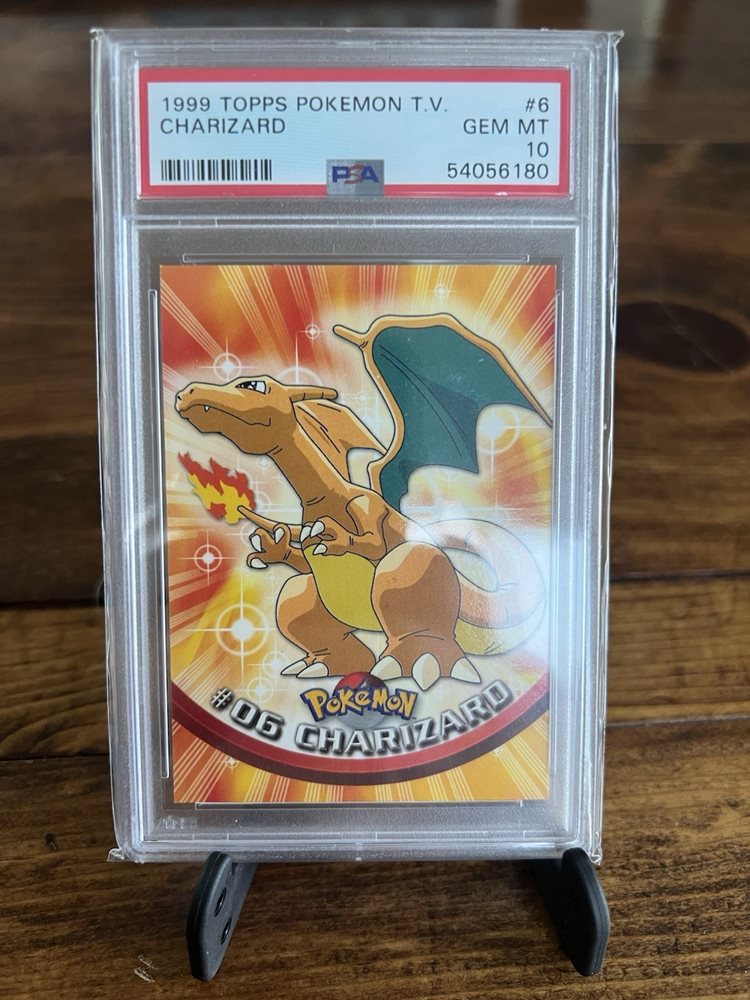 1999 TOPPS POKEMON T.V. #6
CHARIZARD GEM MT
10
PSA 54056180
POKéMON
#06 CHARIZARD